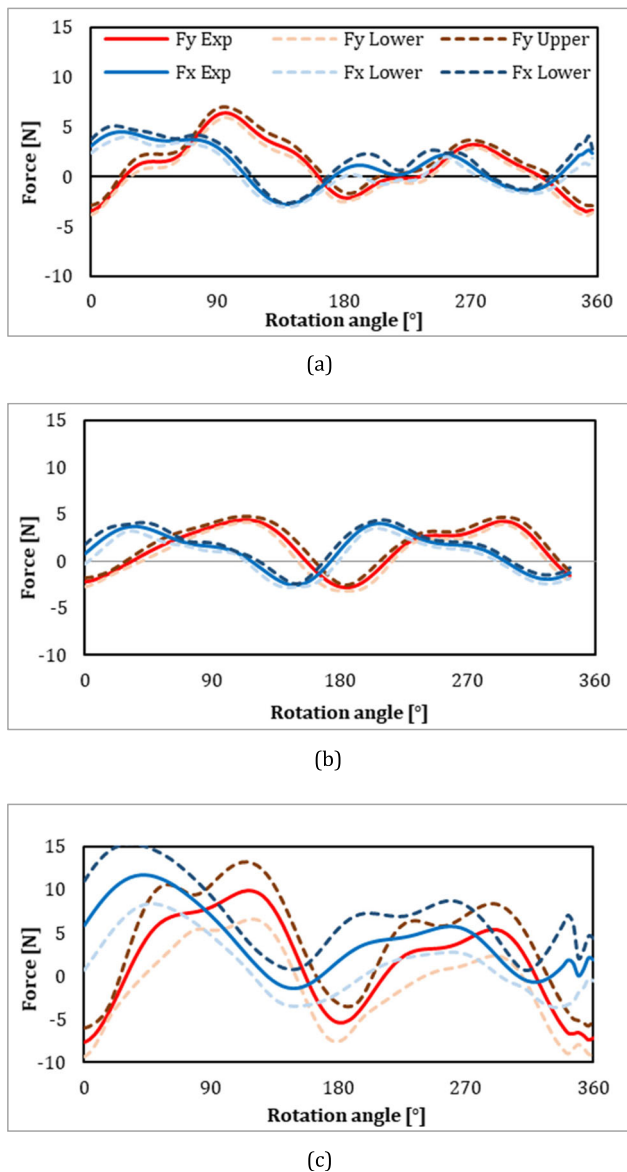 Fy Exp Fy Lower Fy Upper
Fx Exp Fx Lower Fx Lower
Force [N]
15
10
5
0
-5
-10
0 90 180 270 360
Rotation angle [°]
(a)
Force [N]
15
10
5
0
-5
-10
0 90 180 270 360
Rotation angle [°]
(b)
Force [N]
15
10
5
0
-5
-10
0 90 180 270 360
Rotation angle [°]
(c)